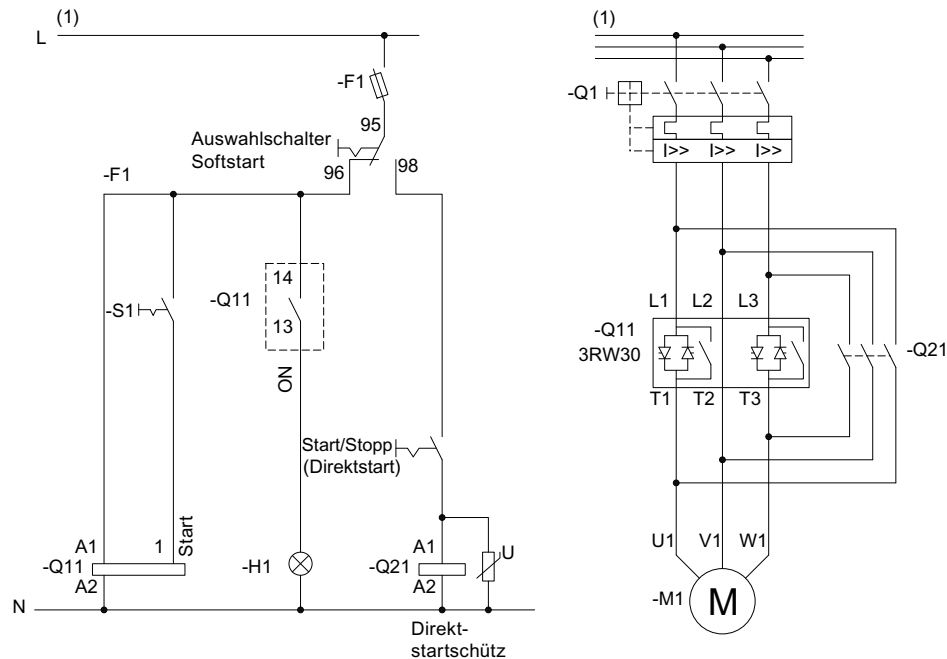 (1)
L
-F1
95
Auswahlschalter
Softstart
96
98
-F1
14
-Q11
13
-S1
ON
Start/Stopp
(Direktstart)
Start
A1
1
-Q11
A2
-H1
A1
-Q21
A2
U
N
Direkt-
startschütz
(1)
-Q1
I>> I>> I>>
L1 L2 L3
-Q11
3RW30
-Q21
T1 T2 T3
U1 V1 W1
-M1
M